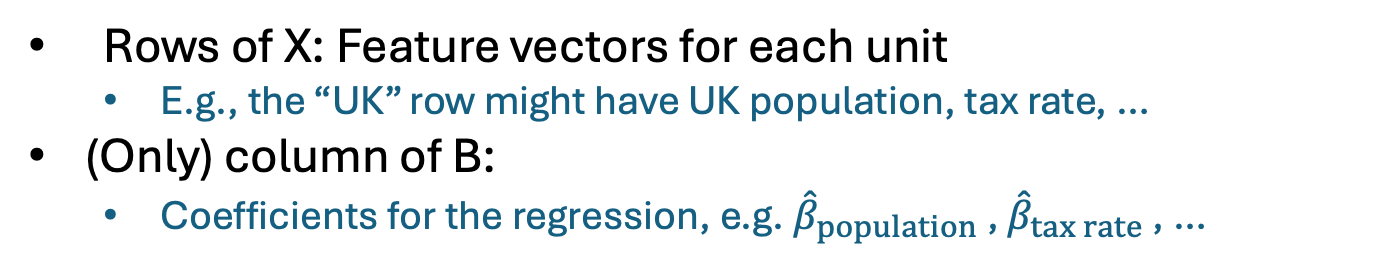 • Rows of X: Feature vectors for each unit
• E.g., the “UK” row might have UK population, tax rate, …
• (Only) column of B:
• Coefficients for the regression, e.g. β̂population , β̂tax rate , …